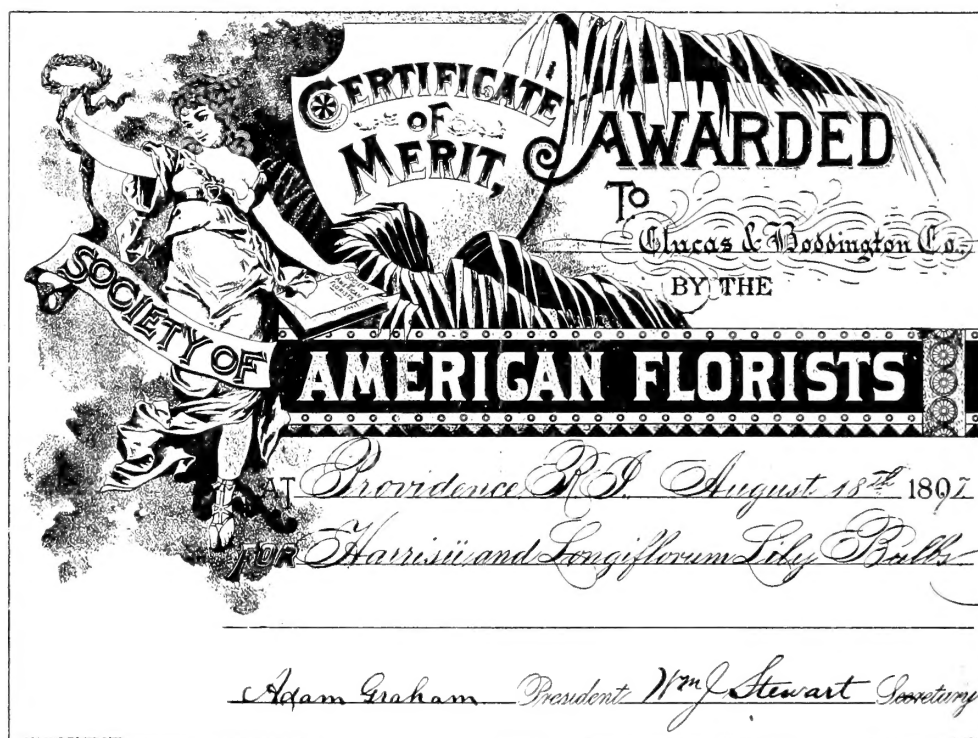 CERTIFICATE
OF
MERIT,
AWARDED
TO
Clucas & Boddington Co.
BY THE
SOCIETY OF
AMERICAN FLORISTS
AT Providence R.I. August 18th 1897
FOR Harrisii and Longiflorum Lily Bulbs
Adam Graham President Wm J. Stewart Secretary